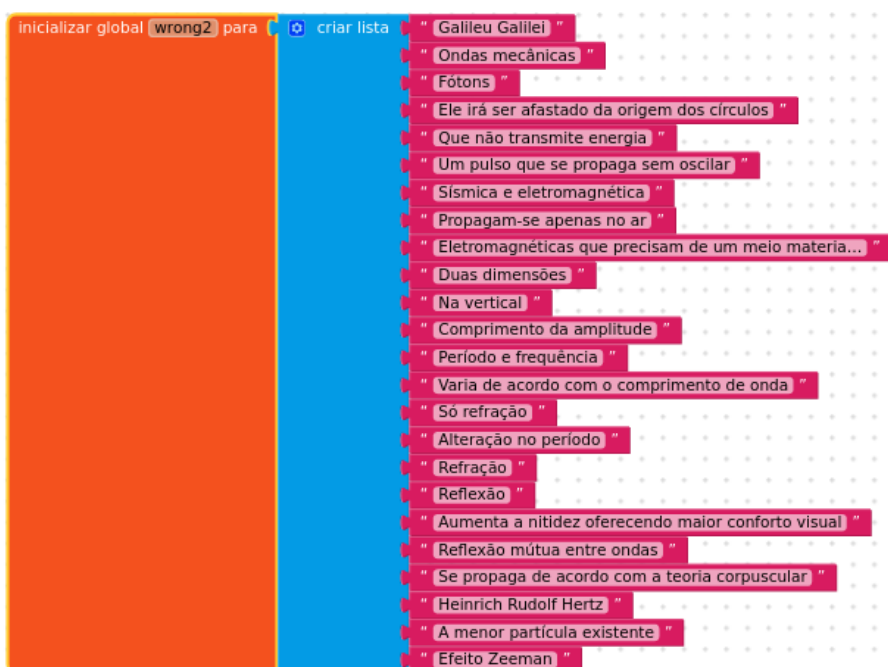 inicializar global wrong2 para criar lista " Galileu Galilei "
" Ondas mecânicas "
" Fótons "
" Ele irá ser afastado da origem dos círculos "
" Que não transmite energia "
" Um pulso que se propaga sem oscilar "
" Sísmica e eletromagnética "
" Propagam-se apenas no ar "
" Eletromagnéticas que precisam de um meio materia... "
" Duas dimensões "
" Na vertical "
" Comprimento da amplitude "
" Período e frequência "
" Varia de acordo com o comprimento de onda "
" Só refração "
" Alteração no período "
" Refração "
" Reflexão "
" Aumenta a nitidez oferecendo maior conforto visual "
" Reflexão mútua entre ondas "
" Se propaga de acordo com a teoria corpuscular "
" Heinrich Rudolf Hertz "
" A menor partícula existente "
" Efeito Zeeman "